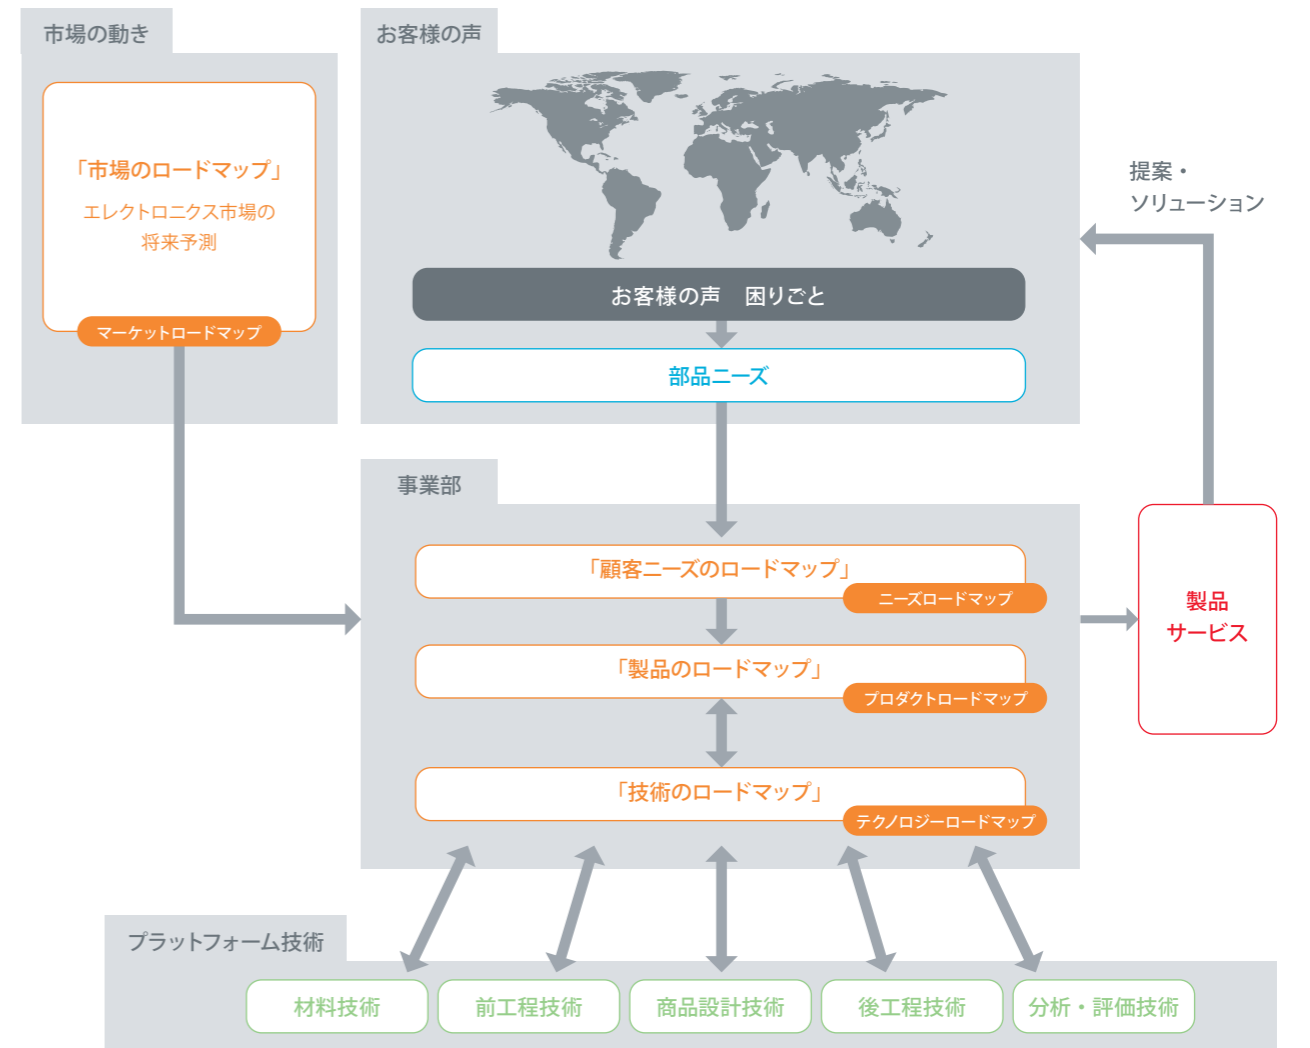 市場の動き
「市場のロードマップ」
エレクトロニクス市場の
将来予測
マーケットロードマップ
お客様の声
お客様の声　困りごと
部品ニーズ
提案・
ソリューション
事業部
「顧客ニーズのロードマップ」
ニーズロードマップ
「製品のロードマップ」
プロダクトロードマップ
「技術のロードマップ」
テクノロジーロードマップ
製品
サービス
プラットフォーム技術
材料技術
前工程技術
商品設計技術
後工程技術
分析・評価技術